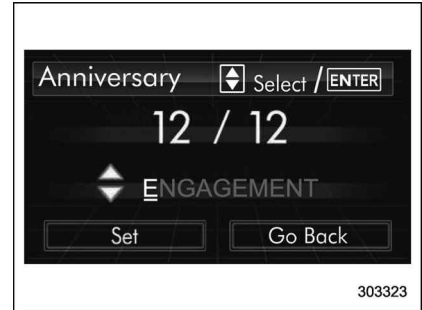 Anniversary Select / ENTER
12 / 12
ENGAGEMENT
Set Go Back
303323